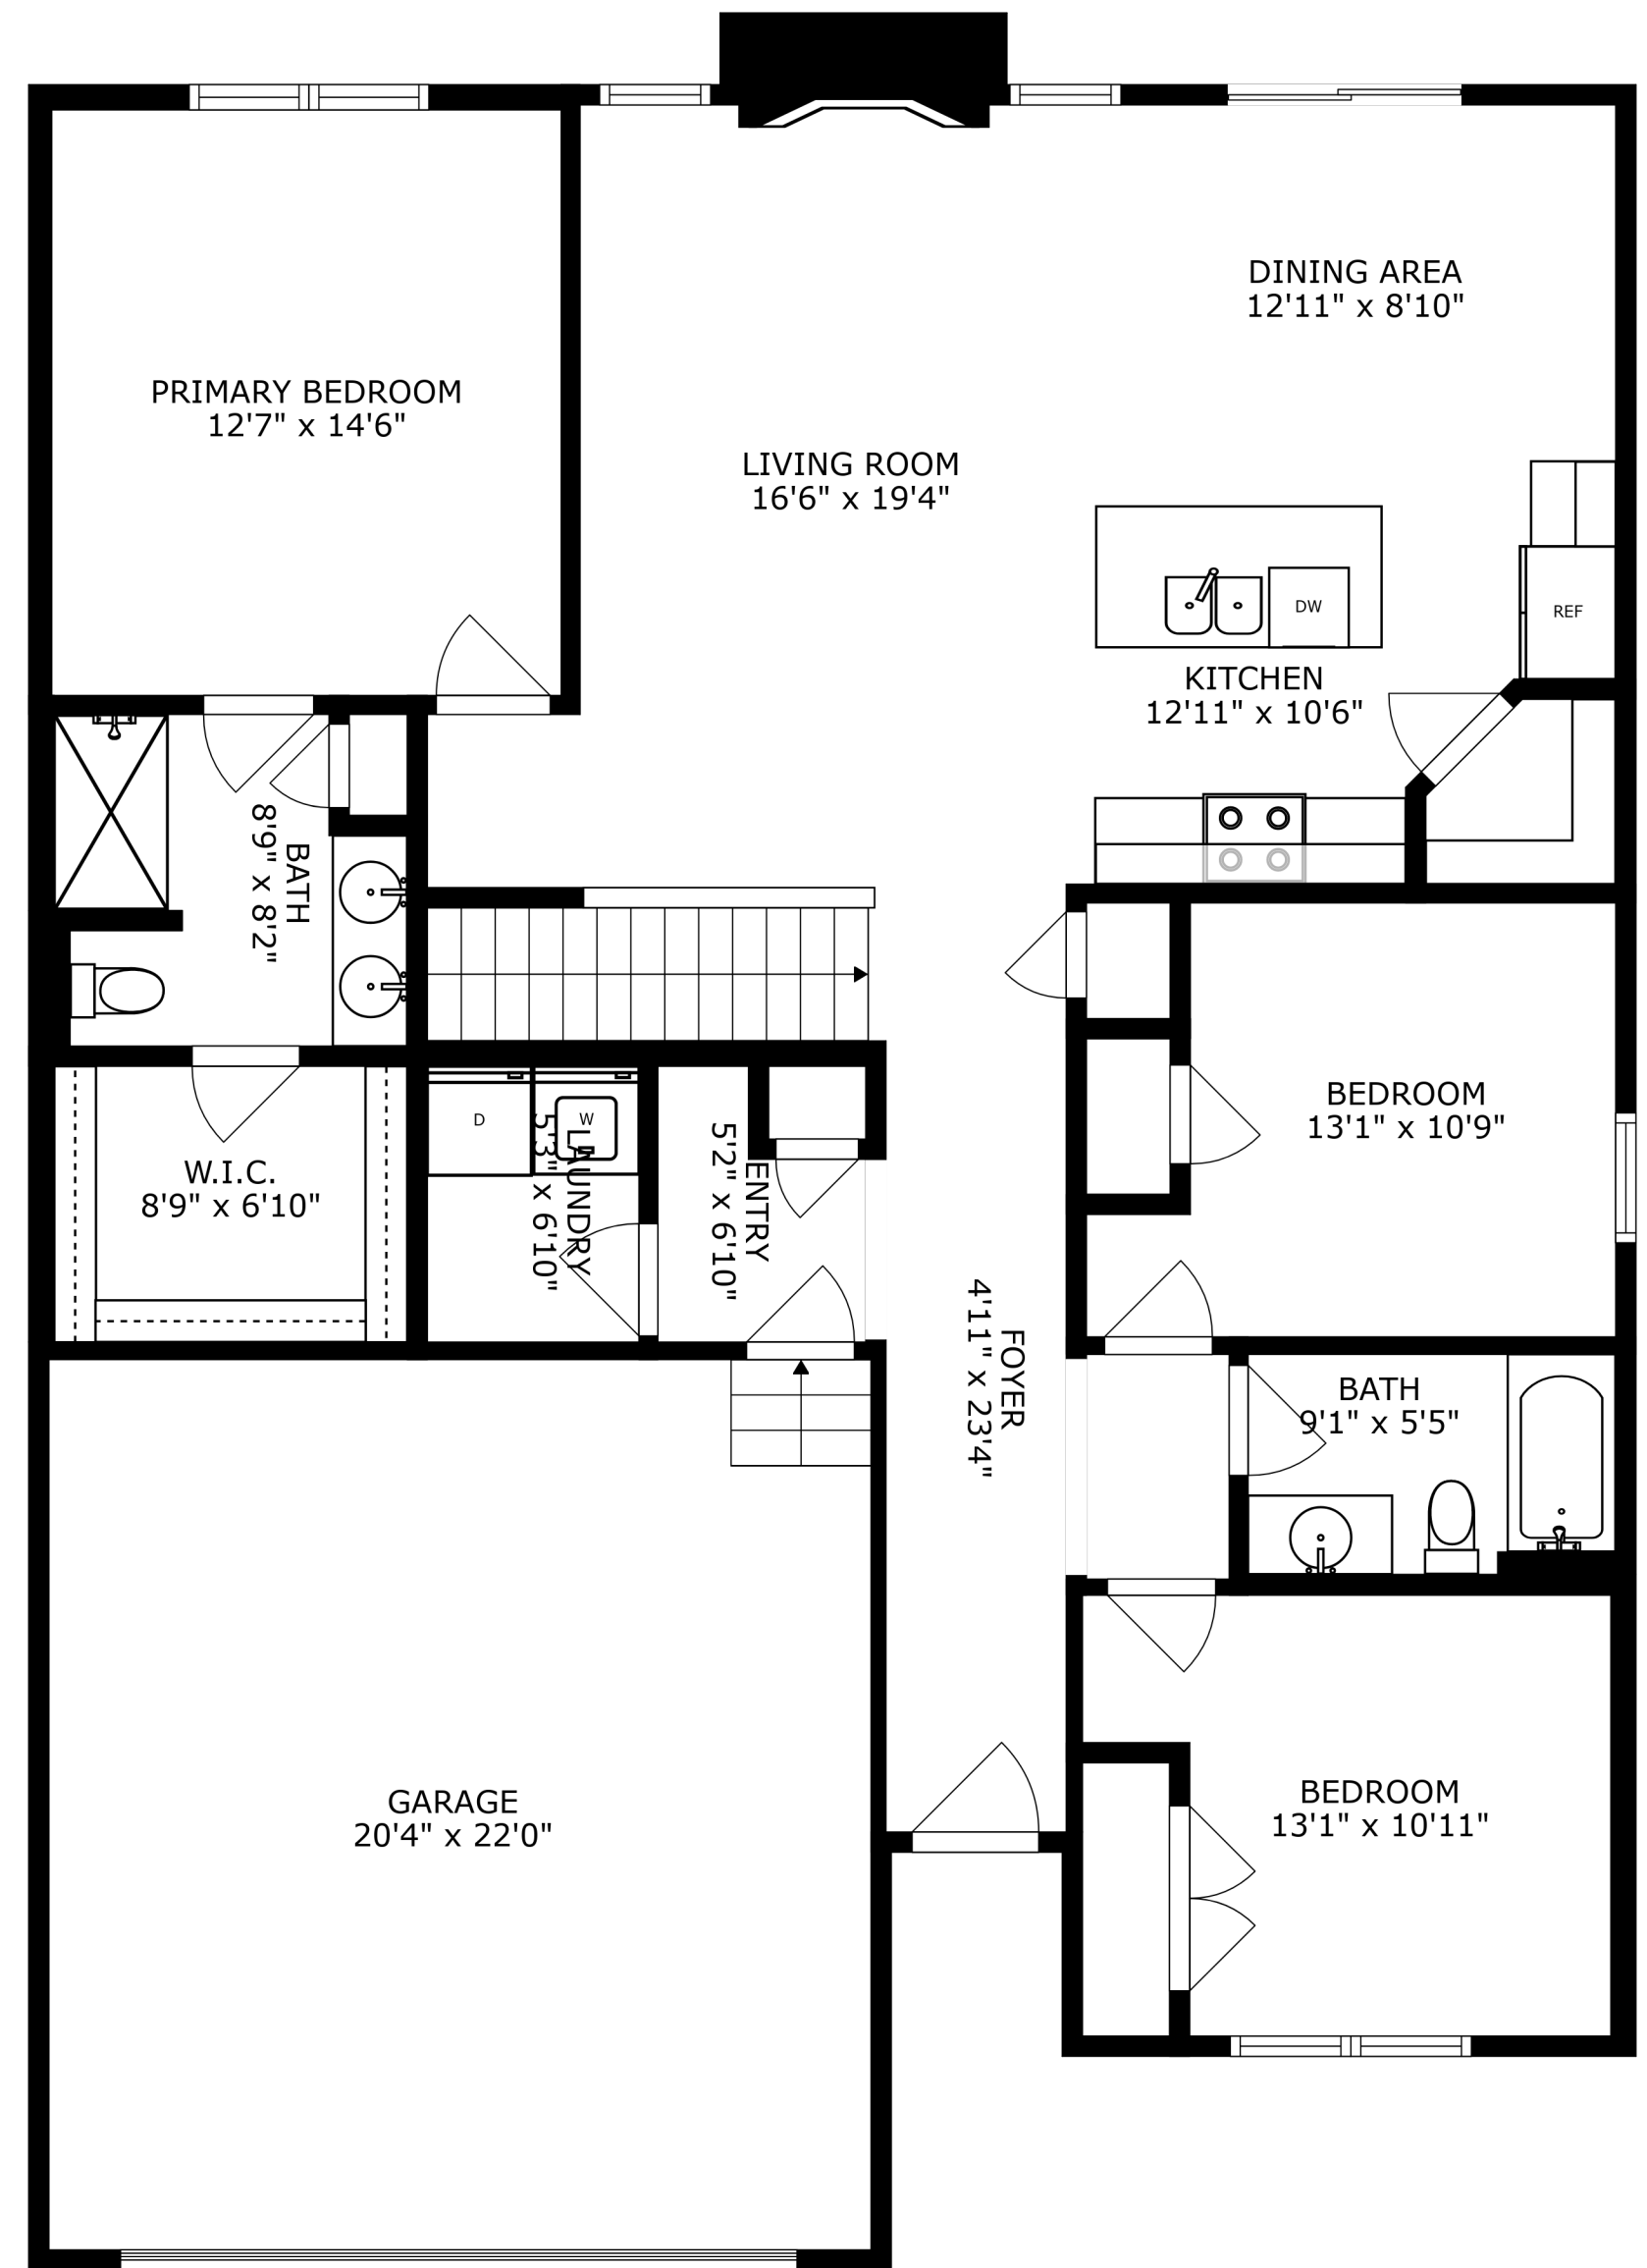 DINING AREA
12'11" x 8'10"
PRIMARY BEDROOM
12'7" x 14'6"
LIVING ROOM
16'6" x 19'4"
DW
REF
KITCHEN
12'11" x 10'6"
BATH
8'9" x 8'2"
BEDROOM
13'1" x 10'9"
D
W
LAUNDRY
5'3" x 6'10"
ENTRY
5'2" x 6'10"
W.I.C.
8'9" x 6'10"
FOYER
4'11" x 23'4"
BATH
9'1" x 5'5"
GARAGE
20'4" x 22'0"
BEDROOM
13'1" x 10'11"